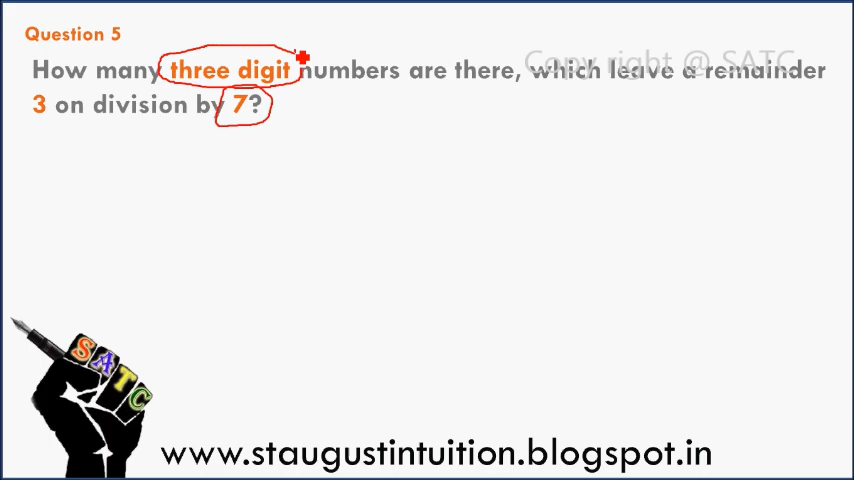 Question 5
Copy right @ SATC
How many three digit numbers are there, which leave a remainder
3 on division by 7?
SATC
www.staugustintuition.blogspot.in